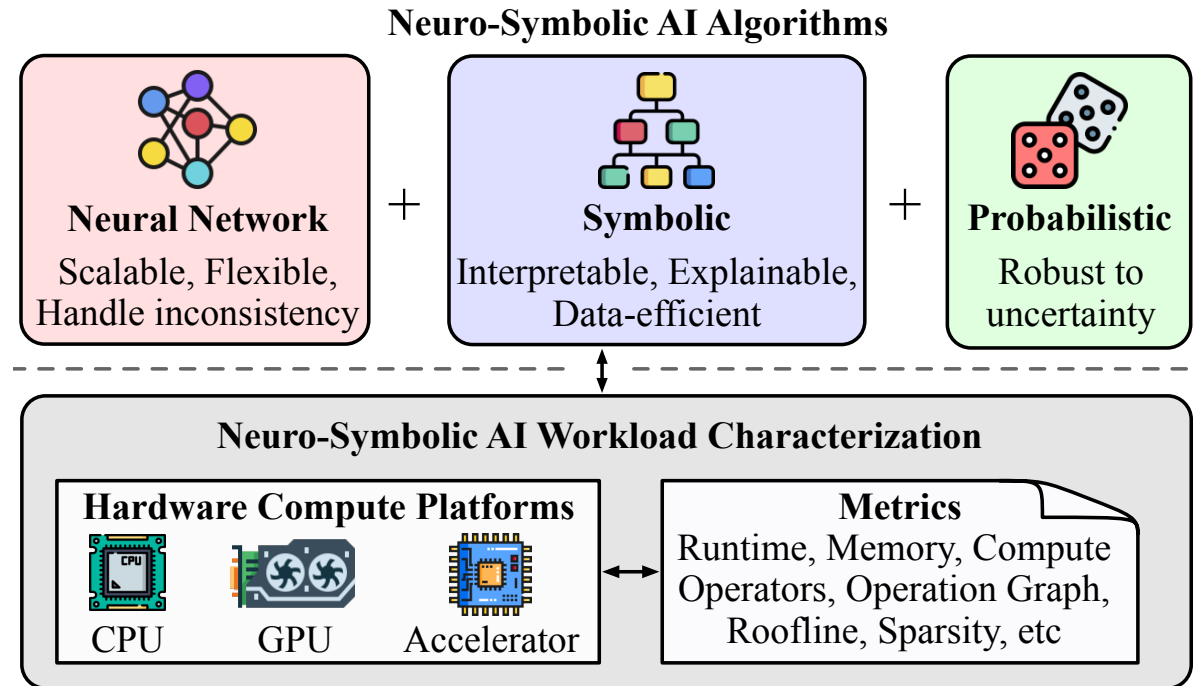 Neuro-Symbolic AI Algorithms
Neural Network
Scalable, Flexible,
Handle inconsistency
+
Symbolic
Interpretable, Explainable,
Data-efficient
+
Probabilistic
Robust to
uncertainty
Neuro-Symbolic AI Workload Characterization
Hardware Compute Platforms
CPU
CPU
GPU
Accelerator
Metrics
Runtime, Memory, Compute
Operators, Operation Graph,
Roofline, Sparsity, etc